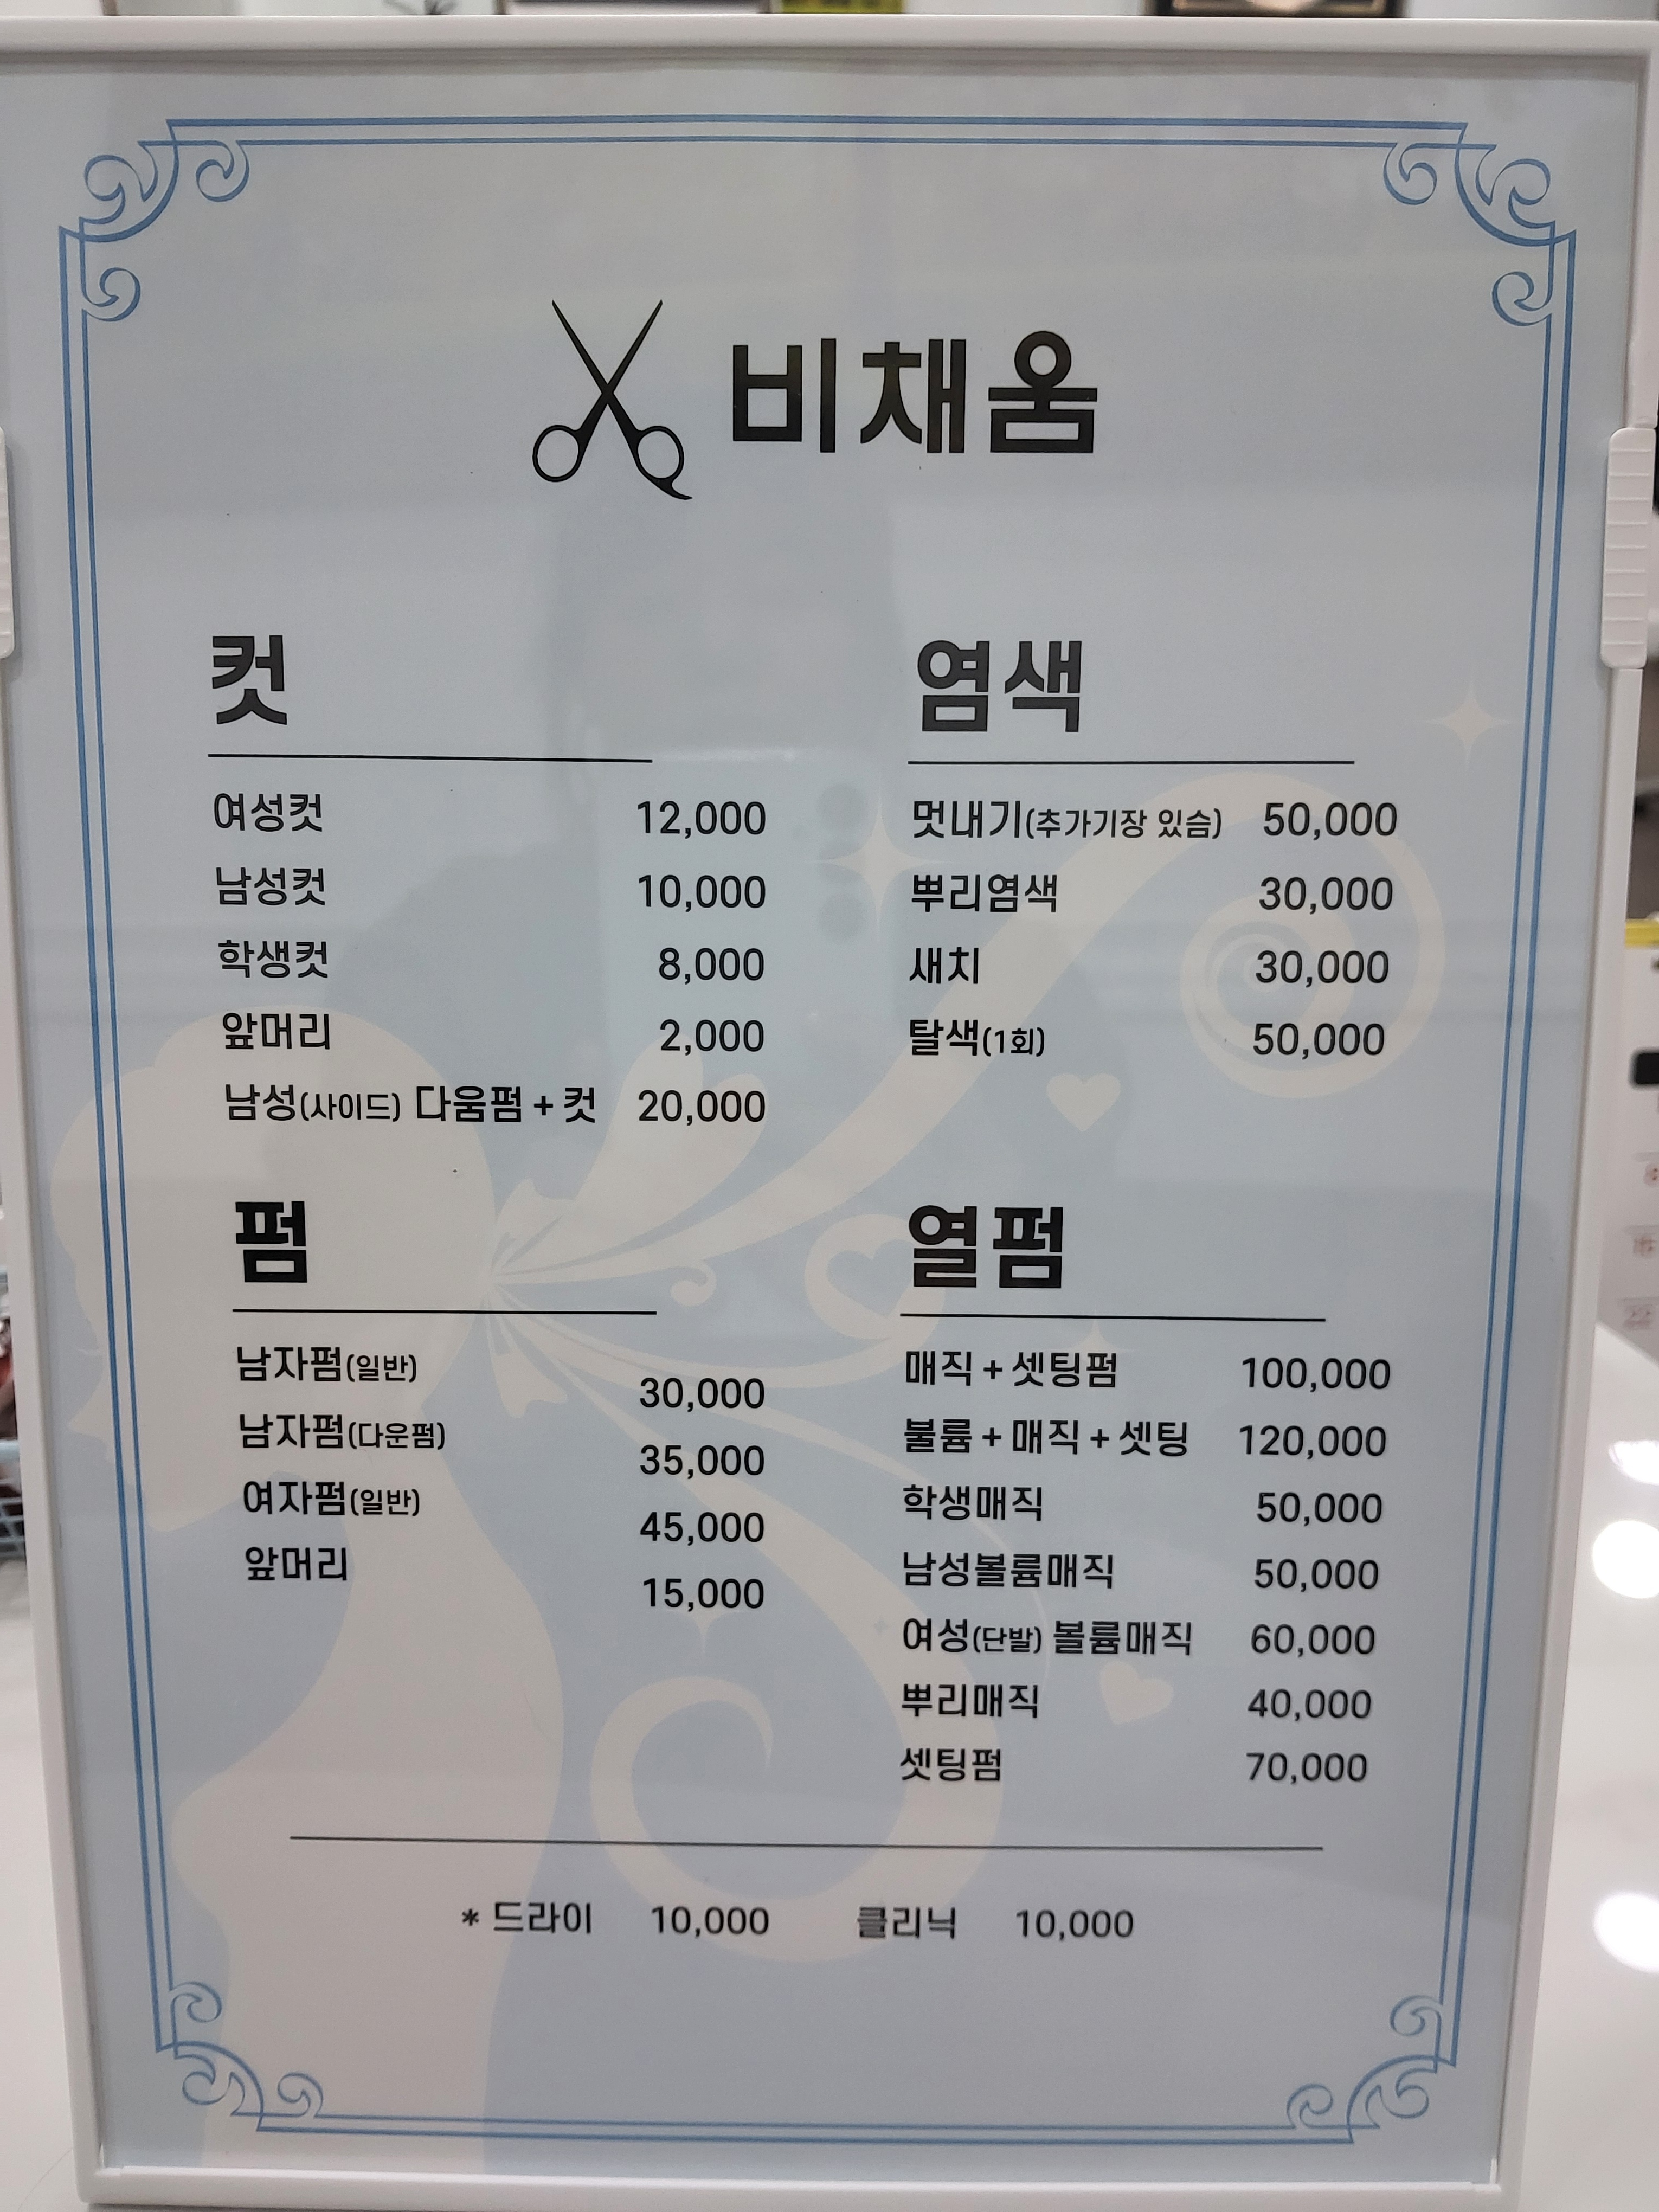 비채움
컷
여성컷 12,000
남성컷 10,000
학생컷 8,000
앞머리 2,000
남성(사이드) 다움펌 + 컷 20,000
염색
멋내기(추가기장 있슴) 50,000
뿌리염색 30,000
새치 30,000
탈색(1회) 50,000
펌
남자펌(일반) 30,000
남자펌(다운펌) 35,000
여자펌(일반) 45,000
앞머리 15,000
열펌
매직 + 셋팅펌 100,000
불륨 + 매직 + 셋팅 120,000
학생매직 50,000
남성볼륨매직 50,000
여성(단발) 볼륨매직 60,000
뿌리매직 40,000
셋팅펌 70,000
* 드라이 10,000 클리닉 10,000